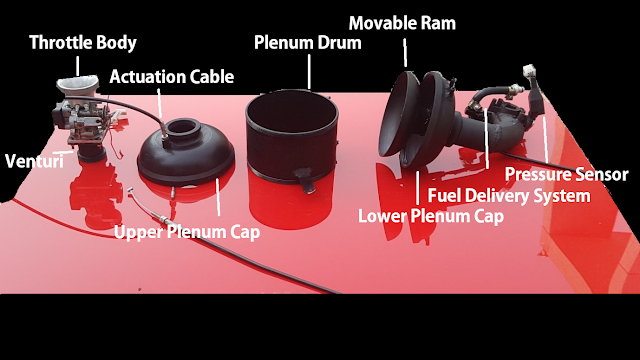 Movable Ram
Throttle Body
Plenum Drum
Actuation Cable
Venturi
Pressure Sensor
Fuel Delivery System
Lower Plenum Cap
Upper Plenum Cap